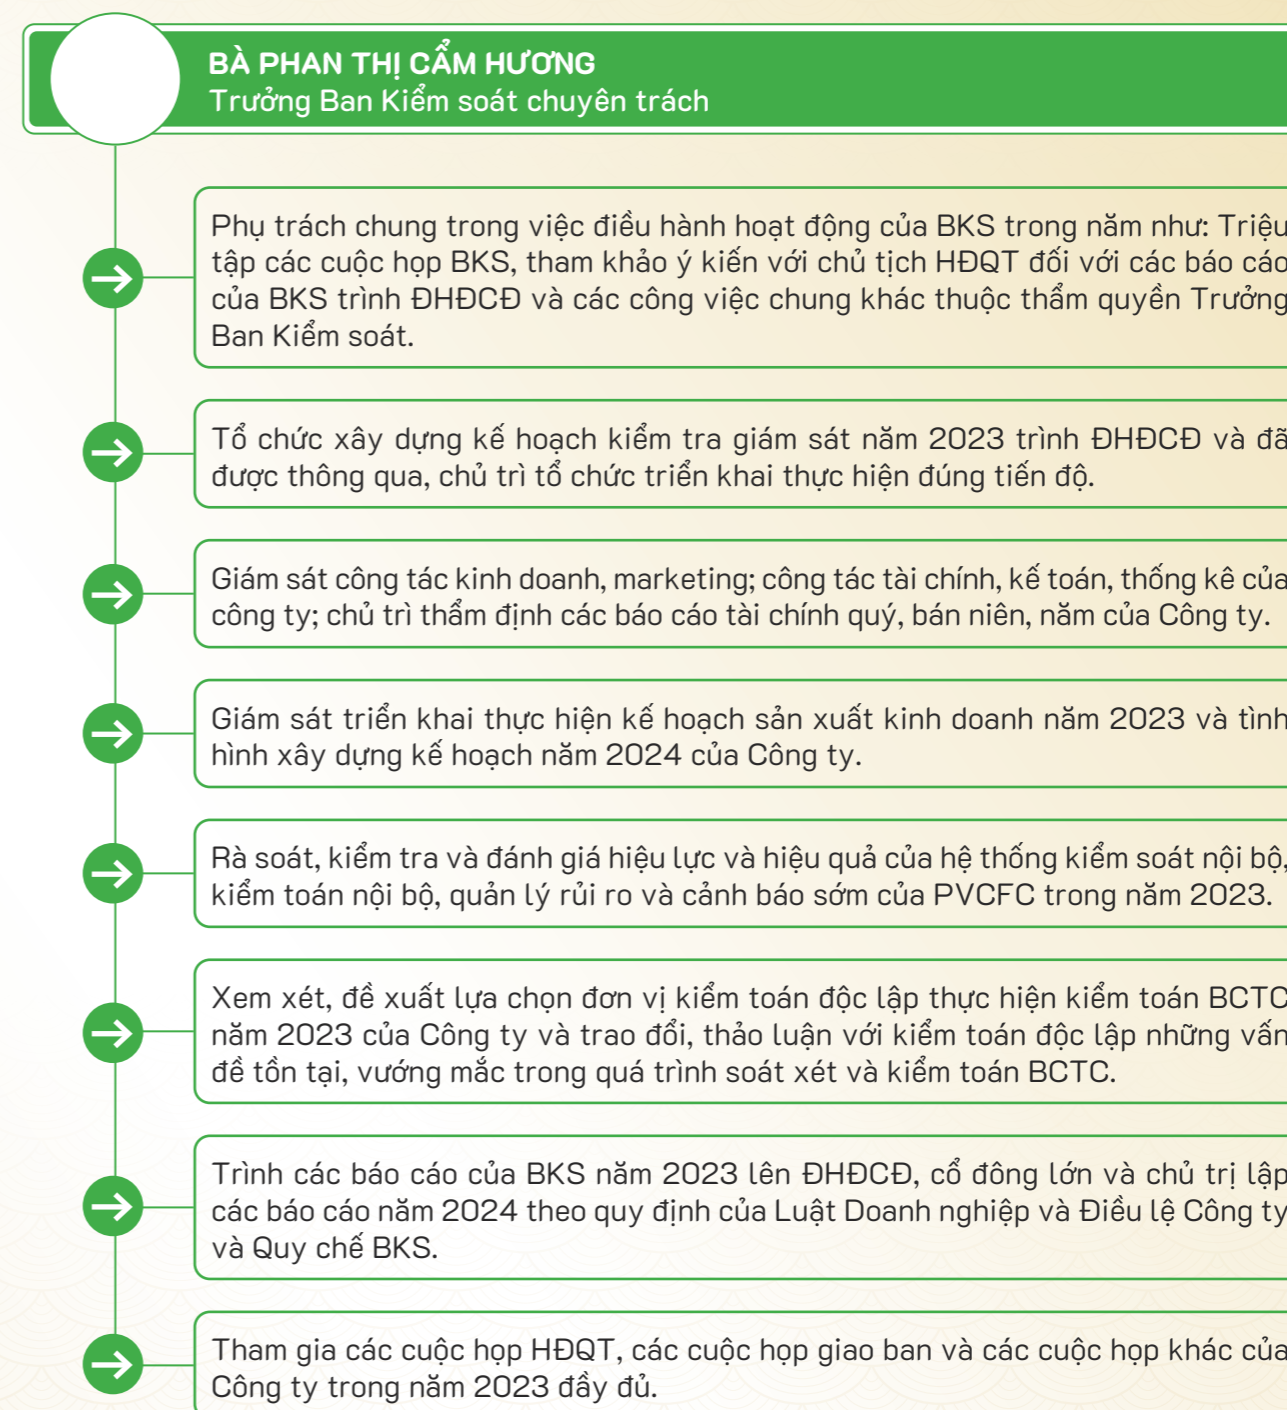 BÀ PHAN THỊ CẨM HƯƠNG
Trưởng Ban Kiểm soát chuyên trách
Phụ trách chung trong việc điều hành hoạt động của BKS trong năm như: Triệu
tập các cuộc họp BKS, tham khảo ý kiến với chủ tịch HĐQT đối với các báo cáo
của BKS trình ĐHĐCĐ và các công việc chung khác thuộc thẩm quyền Trưởng
Ban Kiểm soát.
Tổ chức xây dựng kế hoạch kiểm tra giám sát năm 2023 trình ĐHĐCĐ và đã
được thông qua, chủ trì tổ chức triển khai thực hiện đúng tiến độ.
Giám sát công tác kinh doanh, marketing; công tác tài chính, kế toán, thống kê của
công ty; chủ trì thẩm định các báo cáo tài chính quý, bán niên, năm của Công ty.
Giám sát triển khai thực hiện kế hoạch sản xuất kinh doanh năm 2023 và tình
hình xây dựng kế hoạch năm 2024 của Công ty.
Rà soát, kiểm tra và đánh giá hiệu lực và hiệu quả của hệ thống kiểm soát nội bộ,
kiểm toán nội bộ, quản lý rủi ro và cảnh báo sớm của PVCFC trong năm 2023.
Xem xét, đề xuất lựa chọn đơn vị kiểm toán độc lập thực hiện kiểm toán BCTC
năm 2023 của Công ty và trao đổi, thảo luận với kiểm toán độc lập những vấn
đề tồn tại, vướng mắc trong quá trình soát xét và kiểm toán BCTC.
Trình các báo cáo của BKS năm 2023 lên ĐHĐCĐ, cổ đông lớn và chủ trị lập
các báo cáo năm 2024 theo quy định của Luật Doanh nghiệp và Điều lệ Công ty
và Quy chế BKS.
Tham gia các cuộc họp HĐQT, các cuộc họp giao ban và các cuộc họp khác của
Công ty trong năm 2023 đầy đủ.